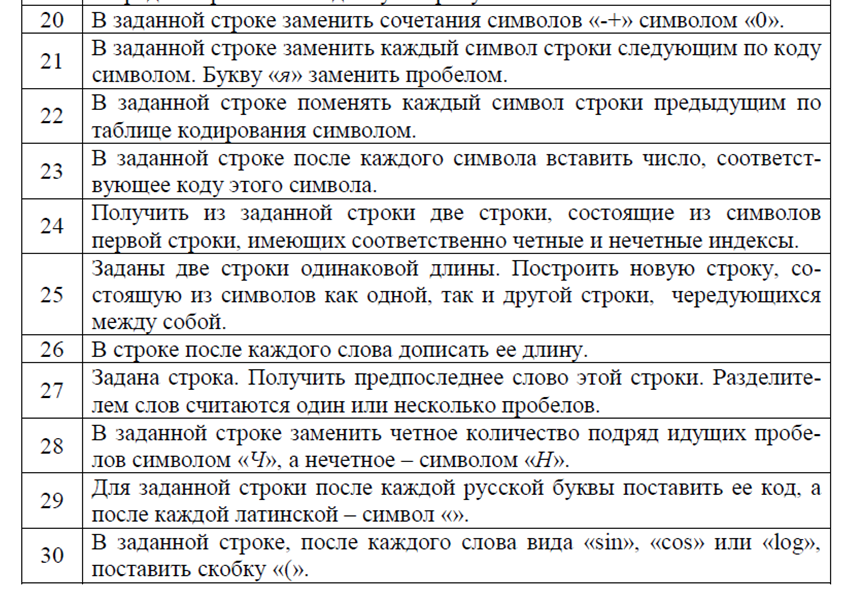 20 В заданной строке заменить сочетания символов «-+» символом «0».
21 В заданной строке заменить каждый символ строки следующим по коду
символом. Букву «я» заменить пробелом.
22 В заданной строке поменять каждый символ строки предыдущим по
таблице кодирования символом.
23 В заданной строке после каждого символа вставить число, соответст-
вующее коду этого символа.
24 Получить из заданной строки две строки, состоящие из символов
первой строки, имеющих соответственно четные и нечетные индексы.
25 Заданы две строки одинаковой длины. Построить новую строку, со-
стоящую из символов как одной, так и другой строки, чередующихся
между собой.
26 В строке после каждого слова дописать ее длину.
27 Задана строка. Получить предпоследнее слово этой строки. Разделите-
лем слов считаются один или несколько пробелов.
28 В заданной строке заменить четное количество подряд идущих пробе-
лов символом «Ч», а нечетное – символом «Н».
29 Для заданной строки после каждой русской буквы поставить ее код, а
после каждой латинской – символ «».
30 В заданной строке, после каждого слова вида «sin», «cos» или «log»,
поставить скобку «(».